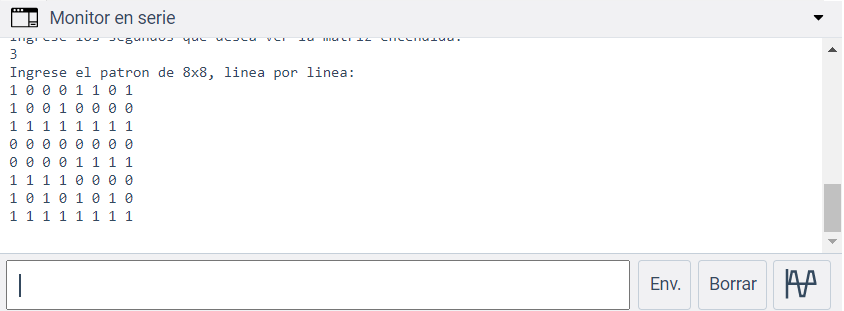 Monitor en serie
Ingrese los segundos que desea ver la matriz encendida:
3
Ingrese el patron de 8x8, linea por linea:
1 0 0 0 1 1 0 1
1 0 0 1 0 0 0 0
1 1 1 1 1 1 1 1
0 0 0 0 0 0 0 0
0 0 0 0 1 1 1 1
1 1 1 1 0 0 0 0
1 0 1 0 1 0 1 0
1 1 1 1 1 1 1 1
Env.
Borrar